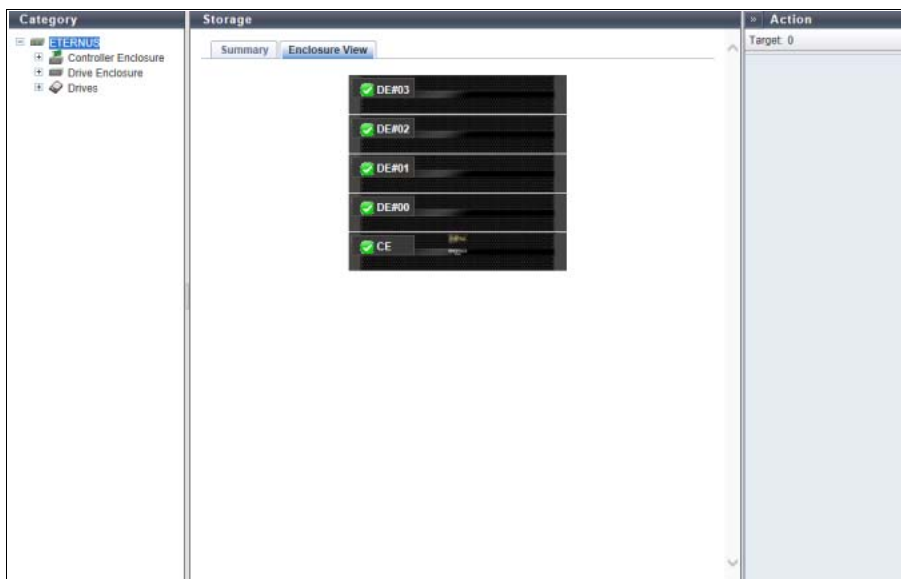 Category
ETERNUS
Controller Enclosure
Drive Enclosure
Drives
Storage
Summary
Enclosure View
DE#03
DE#02
DE#01
DE#00
CE
» Action
Target: 0